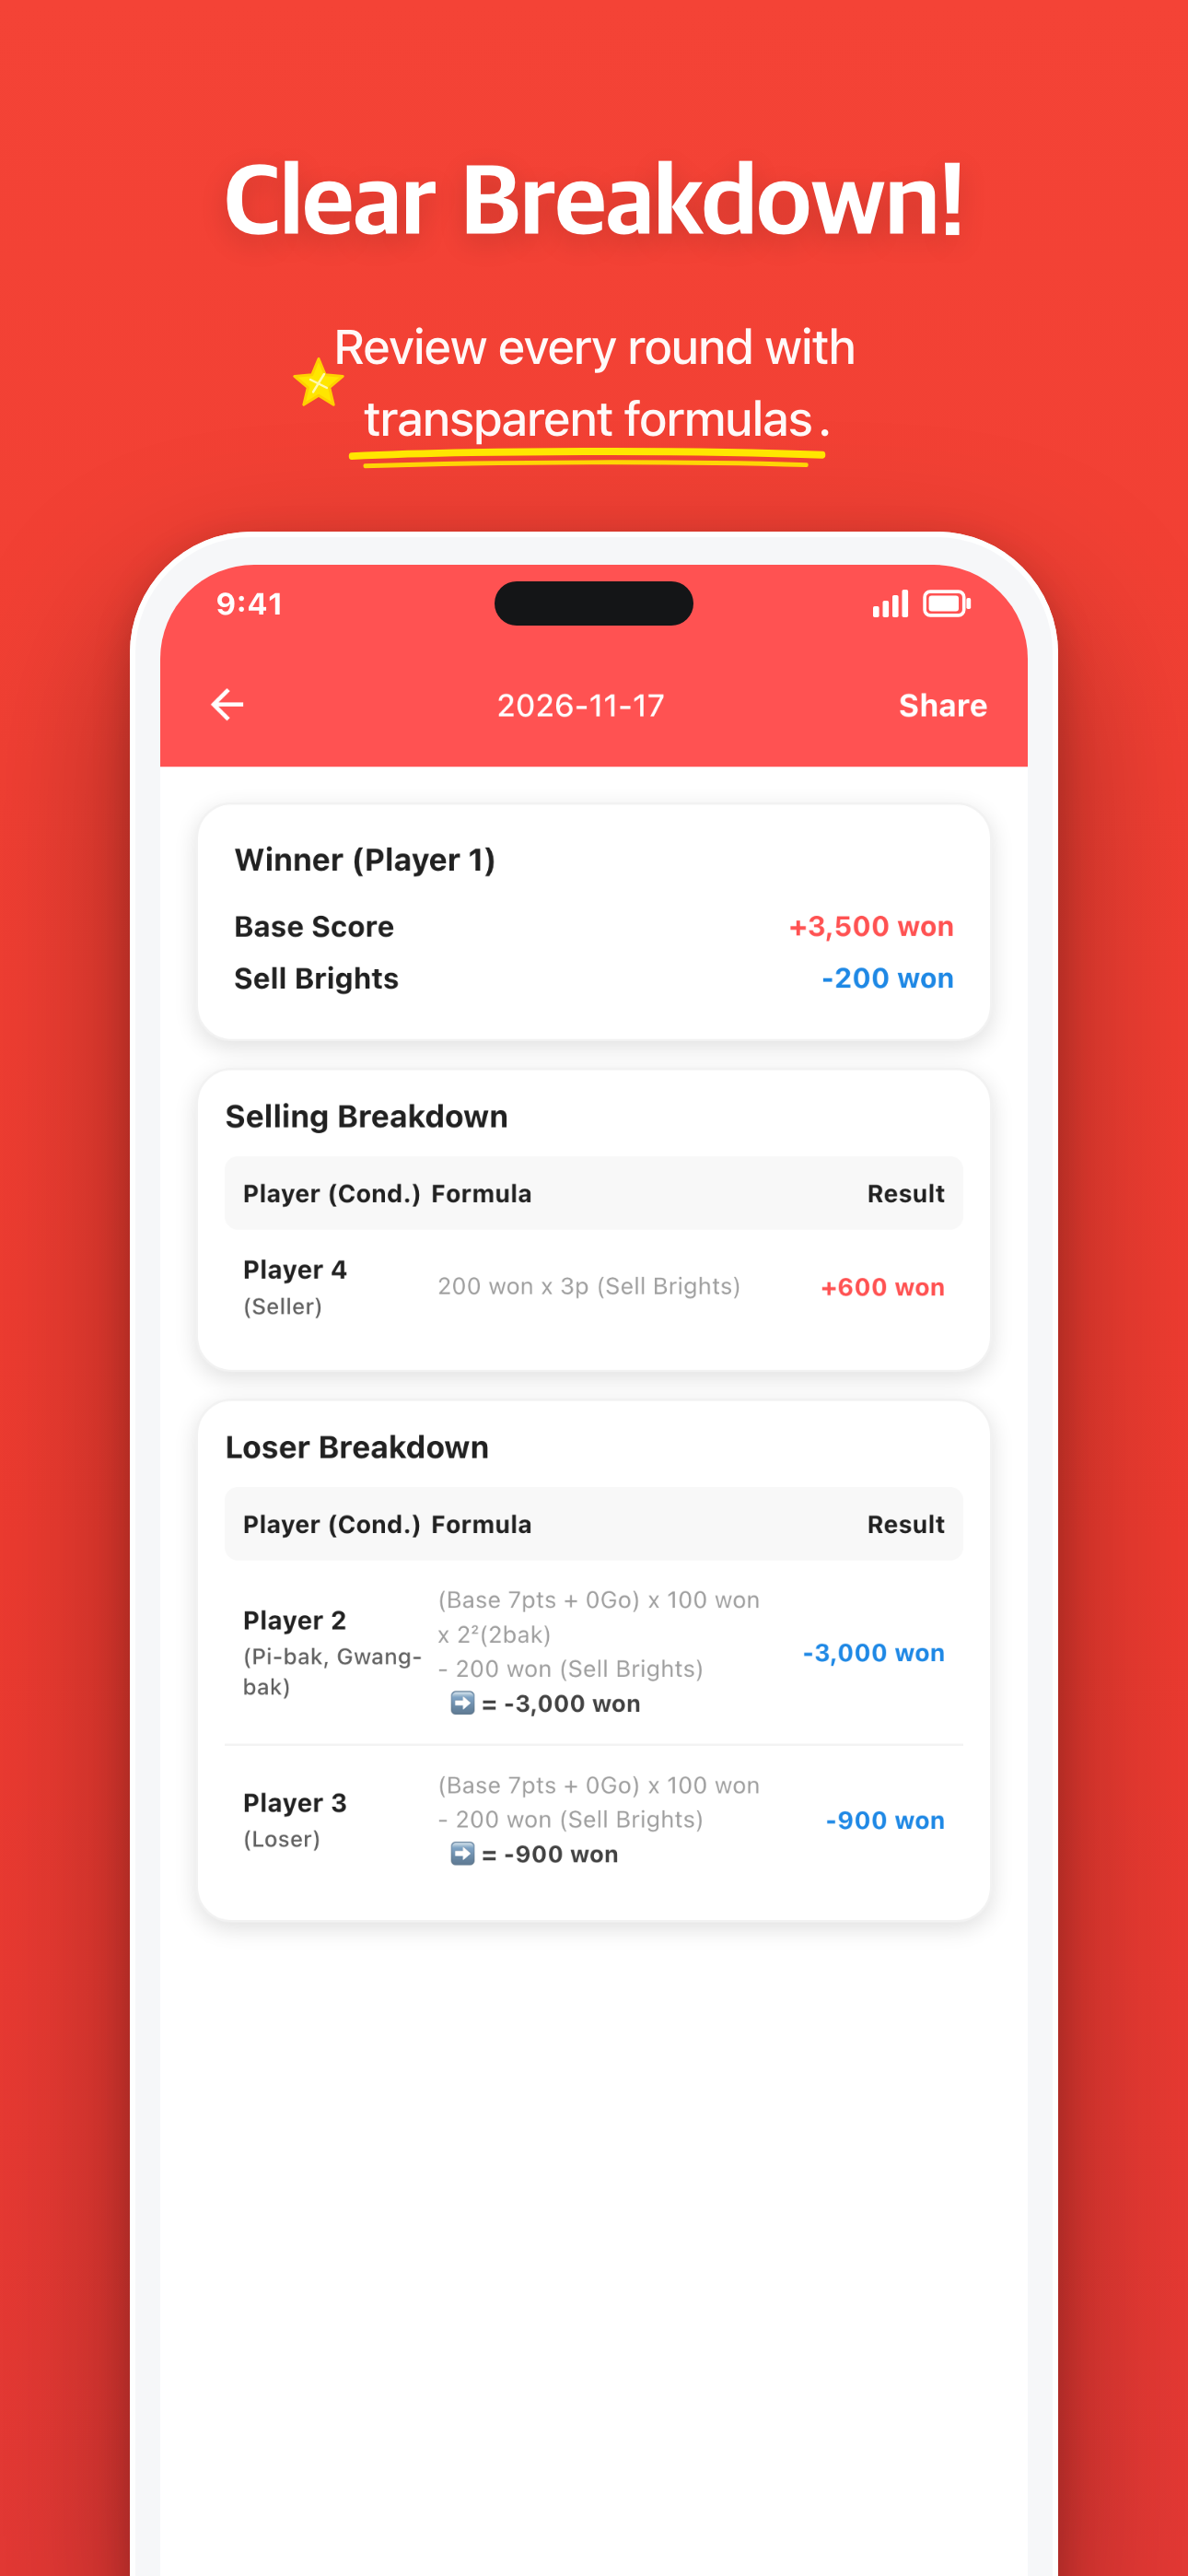 Clear Breakdown!
Review every round with
transparent formulas.
9:41
2026-11-17
Share
Winner (Player 1)
Base Score +3,500 won
Sell Brights -200 won
Selling Breakdown
Player (Cond.) Formula Result
Player 4
(Seller)
200 won x 3p (Sell Brights)
+600 won
Loser Breakdown
Player (Cond.) Formula Result
Player 2
(Pi-bak, Gwang-
bak)
(Base 7pts + 0Go) x 100 won
x 2²(2bak)
- 200 won (Sell Brights)
➡️ = -3,000 won
-3,000 won
Player 3
(Loser)
(Base 7pts + 0Go) x 100 won
- 200 won (Sell Brights)
➡️ = -900 won
-900 won